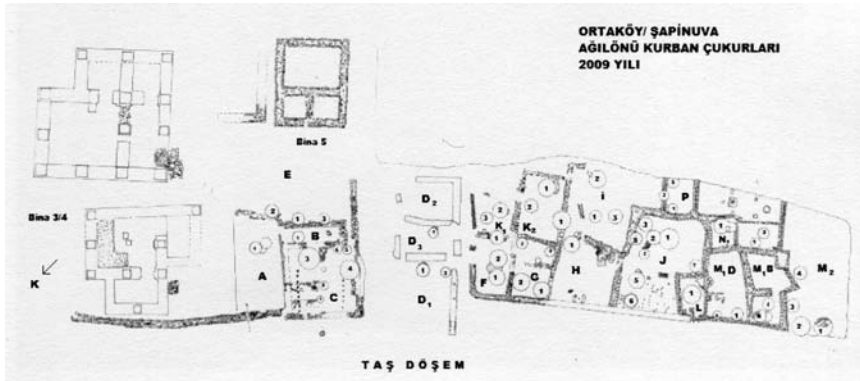 ORTAKÖY/ ŞAPİNUVA
AĞILÖNÜ KURBAN ÇUKURLARI
2009 YILI
Bina 5
E
Bina 3/4
K
A
B
C
D2
D3
D1
K
K2
F
G
H
İ
J
L
P
N1
M1D
M1B
M2
TAŞ DÖŞEM